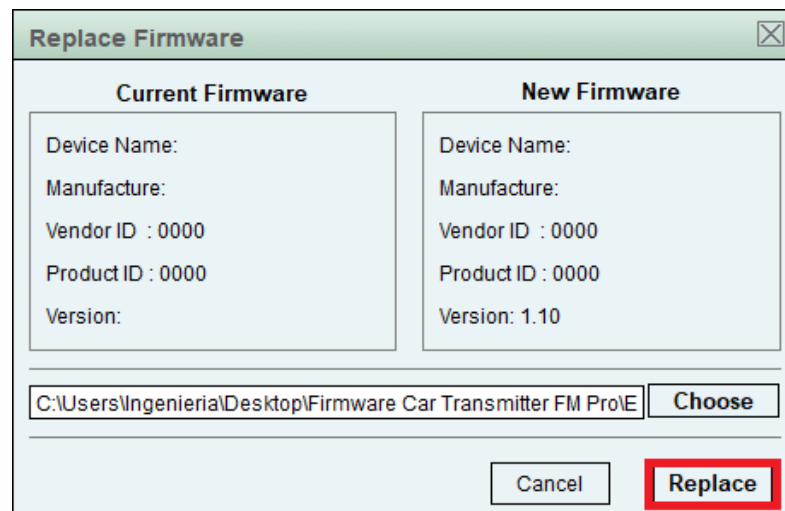 Replace Firmware
Current Firmware
New Firmware
Device Name:
Manufacture:
Vendor ID : 0000
Product ID : 0000
Version:
Device Name:
Manufacture:
Vendor ID : 0000
Product ID : 0000
Version: 1.10
C:\Users\Ingenieria\Desktop\Firmware Car Transmitter FM Pro\E
Choose
Cancel
Replace